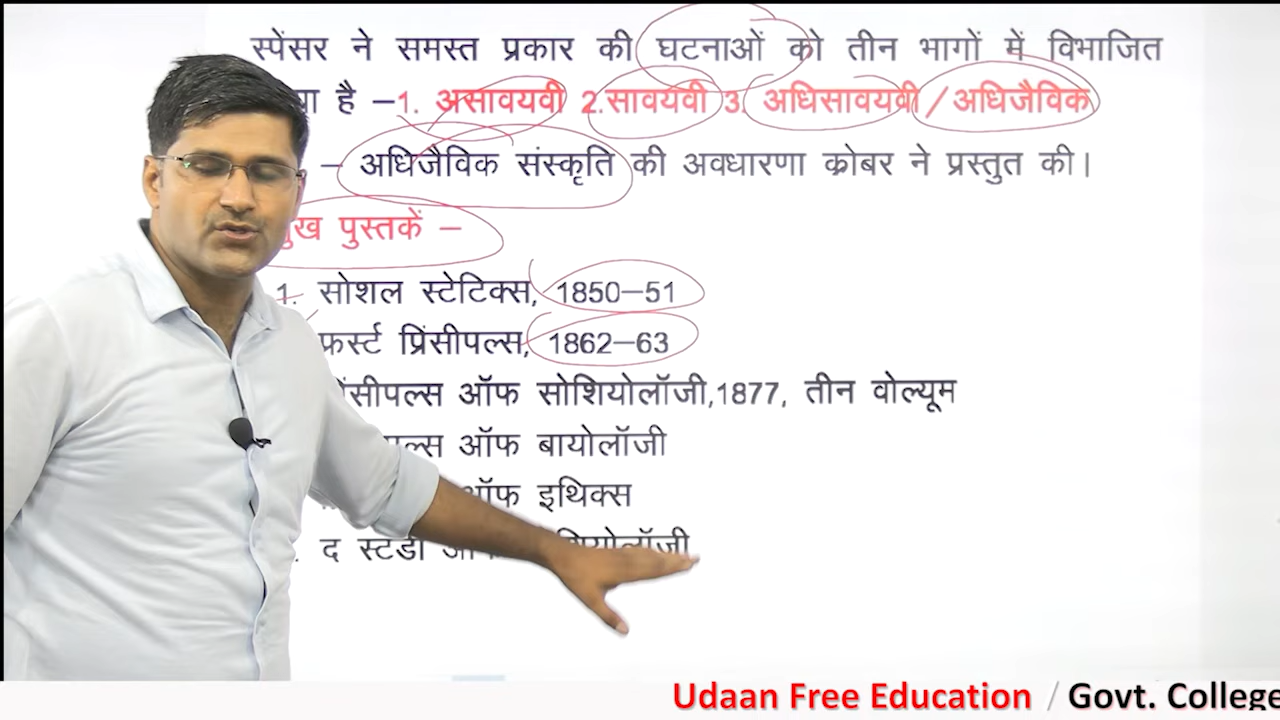 स्पेंसर ने समस्त प्रकार की घटनाओं को तीन भागों में विभाजित
है –1. असावयवी 2.सावयवी 3. अधिसावयवी / अधिजैविक
– अधिजैविक संस्कृति की अवधारणा क्रोबर ने प्रस्तुत की।
पुस्तकें –
1. सोशल स्टेटिक्स, 1850–51
फर्स्ट प्रिंसीपल्स, 1862–63
ऑफ सोशियोलॉजी,1877, तीन वोल्यूम
ऑफ बायोलॉजी
ऑफ इथिक्स
द स्टडी
Udaan Free Education / Govt. College